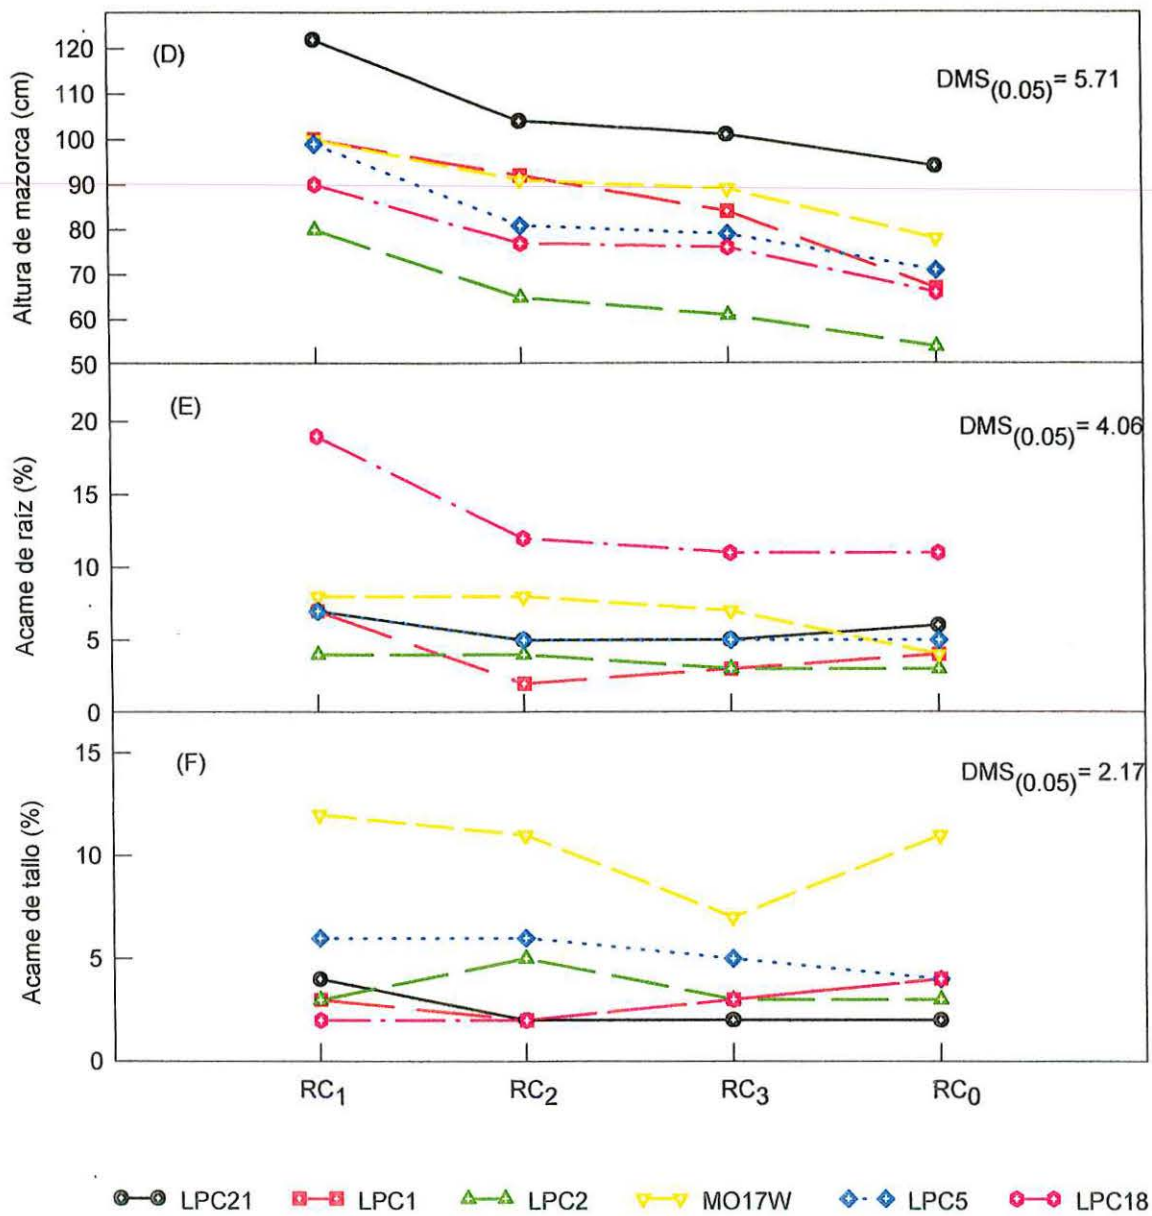 (D)
DMS(0.05)= 5.71
Altura de mazorca (cm)
120
110
100
90
80
70
60
50
(E)
DMS(0.05)= 4.06
Acame de raíz (%)
20
15
10
5
0
(F)
DMS(0.05)= 2.17
Acame de tallo (%)
15
10
5
0
RC1 RC2 RC3 RC0
LPC21 LPC1 LPC2 MO17W LPC5 LPC18